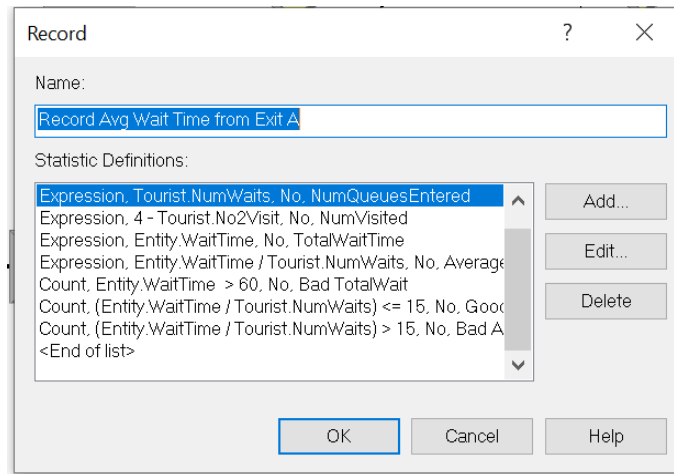 Record
Name:
Record Avg Wait Time from Exit A
Statistic Definitions:
Expression, Tourist.NumWaits, No, NumQueuesEntered
Expression, 4 - Tourist.No2Visit, No, NumVisited
Expression, Entity.WaitTime, No, TotalWaitTime
Expression, Entity.WaitTime / Tourist.NumWaits, No, Average
Count, Entity.WaitTime > 60, No, Bad TotalWait
Count, (Entity.WaitTime / Tourist.NumWaits) <= 15, No, Good
Count, (Entity.WaitTime / Tourist.NumWaits) > 15, No, Bad A
<End of list>
Add...
Edit...
Delete
OK Cancel Help